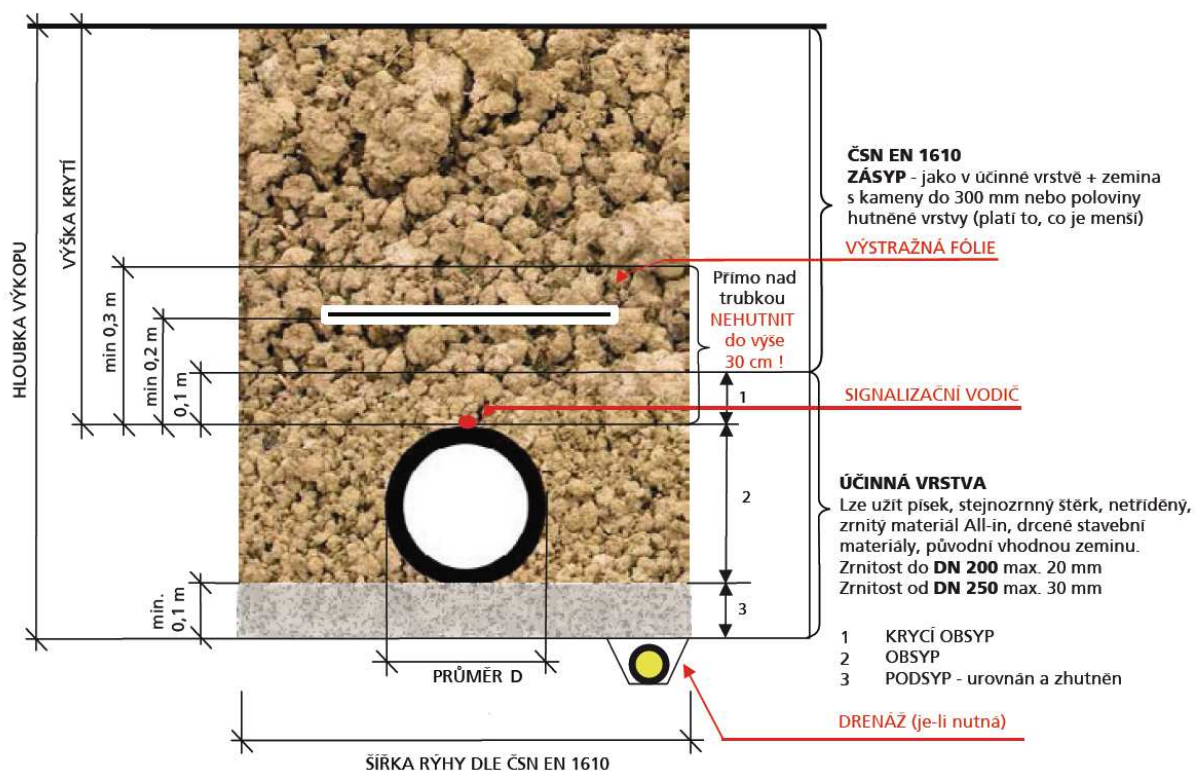 HLOUBKA VÝKOPU
VÝŠKA KRYTÍ
min 0,3 m
min 0,2 m
0,1 m
min.
0,1 m
Přímo nad
trubkou
NEHUTNIT
do výše
30 cm !
1
2
3
PRŮMĚR D
ŠÍŘKA RÝHY DLE ČSN EN 1610
ČSN EN 1610
ZÁSYP - jako v účinné vrstvě + zemina
s kameny do 300 mm nebo poloviny
hutněné vrstvy (platí to, co je menší)
VÝSTRAŽNÁ FÓLIE
SIGNALIZAČNÍ VODIČ
ÚČINNÁ VRSTVA
Lze užít písek, stejnozrnný štěrk, netříděný,
zrnitý materiál All-in, drcené stavební
materiály, původní vhodnou zeminu.
Zrnitost do DN 200 max. 20 mm
Zrnitost od DN 250 max. 30 mm
1 KRYCÍ OBSYP
2 OBSYP
3 PODSYP - urovnán a zhutněn
DRENÁŽ (je-li nutná)